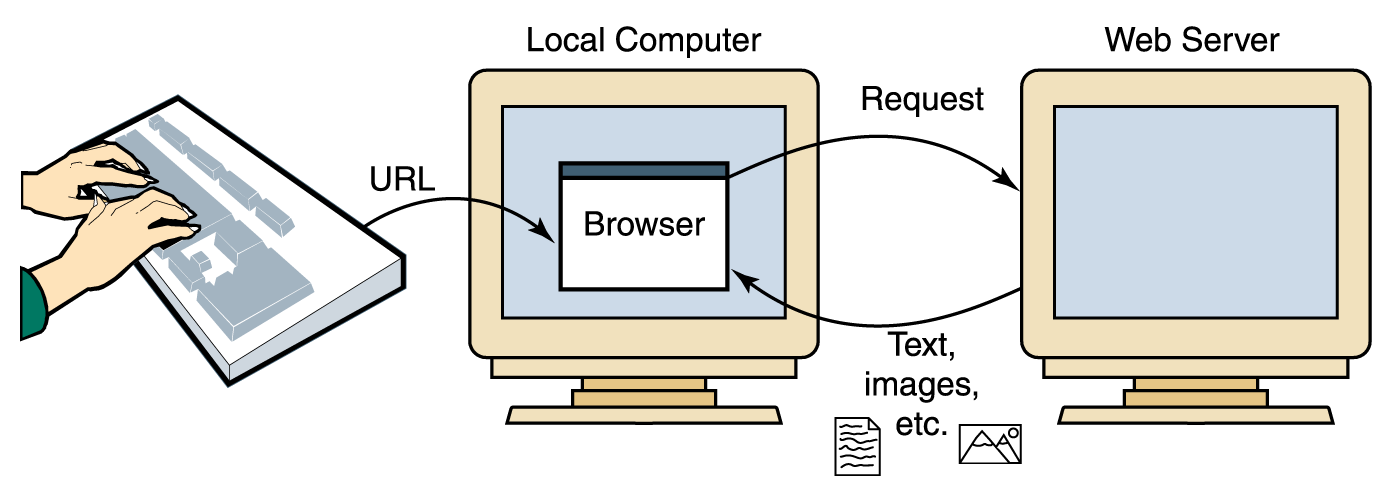 Local Computer
Web Server
Request
URL
Browser
Text,
images,
etc.